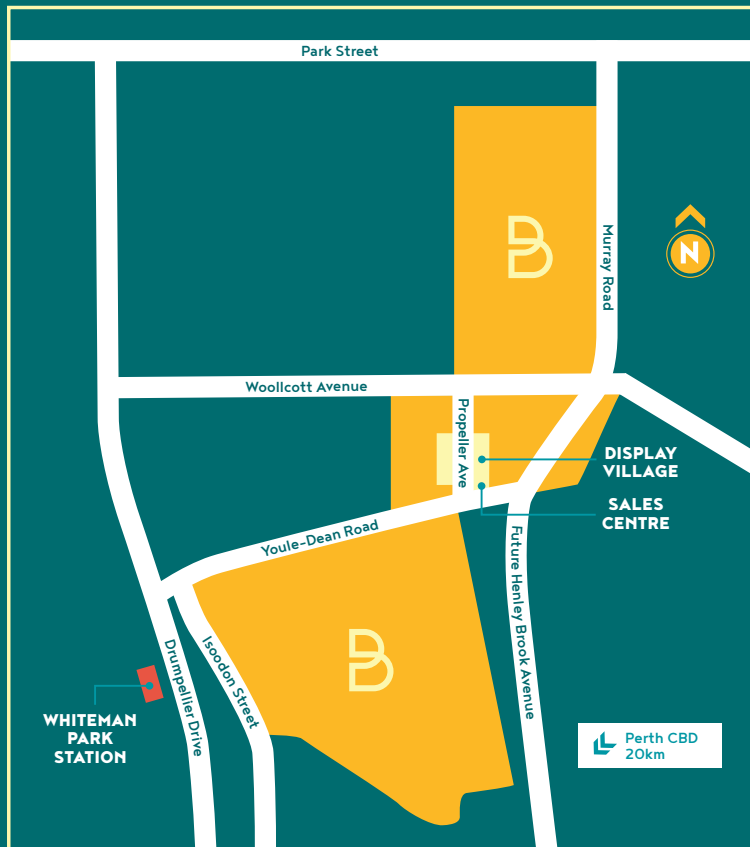 Park Street
B
N
Murray Road
Woollcott Avenue
Propeller Ave
DISPLAY
VILLAGE
SALES
CENTRE
Youle-Dean Road
Future Henley Brook Avenue
B
Isoodon Street
Drumpellier Drive
WHITEMAN
PARK
STATION
Perth CBD
20km